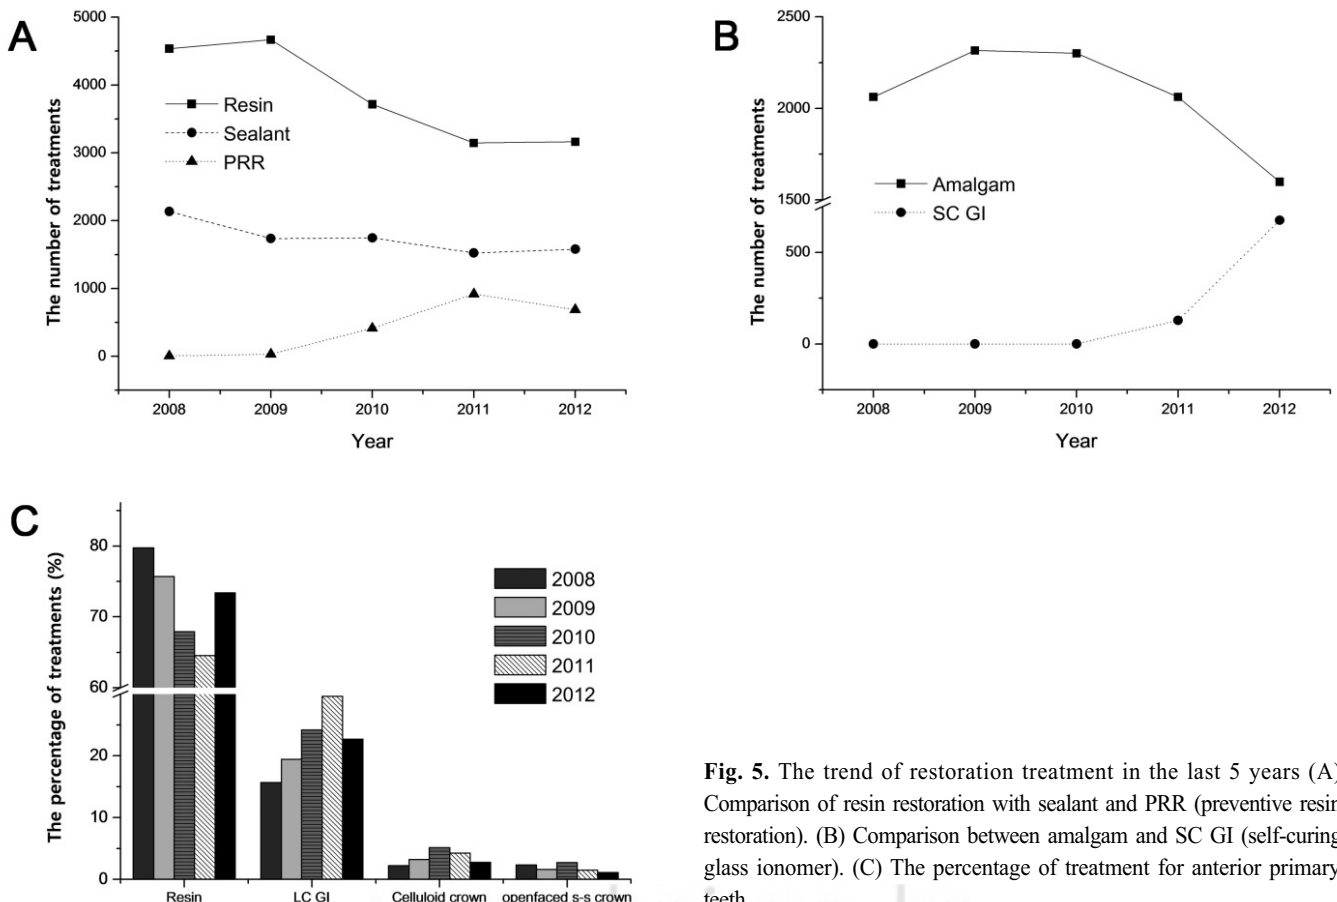 A
The number of treatments
5000
4000
3000
2000
1000
0
Resin
Sealant
PRR
2008 2009 2010 2011 2012
Year
B
The number of treatments
2500
2000
1500
500
0
Amalgam
SC GI
2008 2009 2010 2011 2012
Year
C
The percentage of treatments (%)
80
70
60
20
10
0
2008
2009
2010
2011
2012
Resin LC GI Celluloid crown openfaced s-s crown
Fig. 5. The trend of restoration treatment in the last 5 years (A)
Comparison of resin restoration with sealant and PRR (preventive resin
restoration). (B) Comparison between amalgam and SC GI (self-curing
glass ionomer). (C) The percentage of treatment for anterior primary
teeth